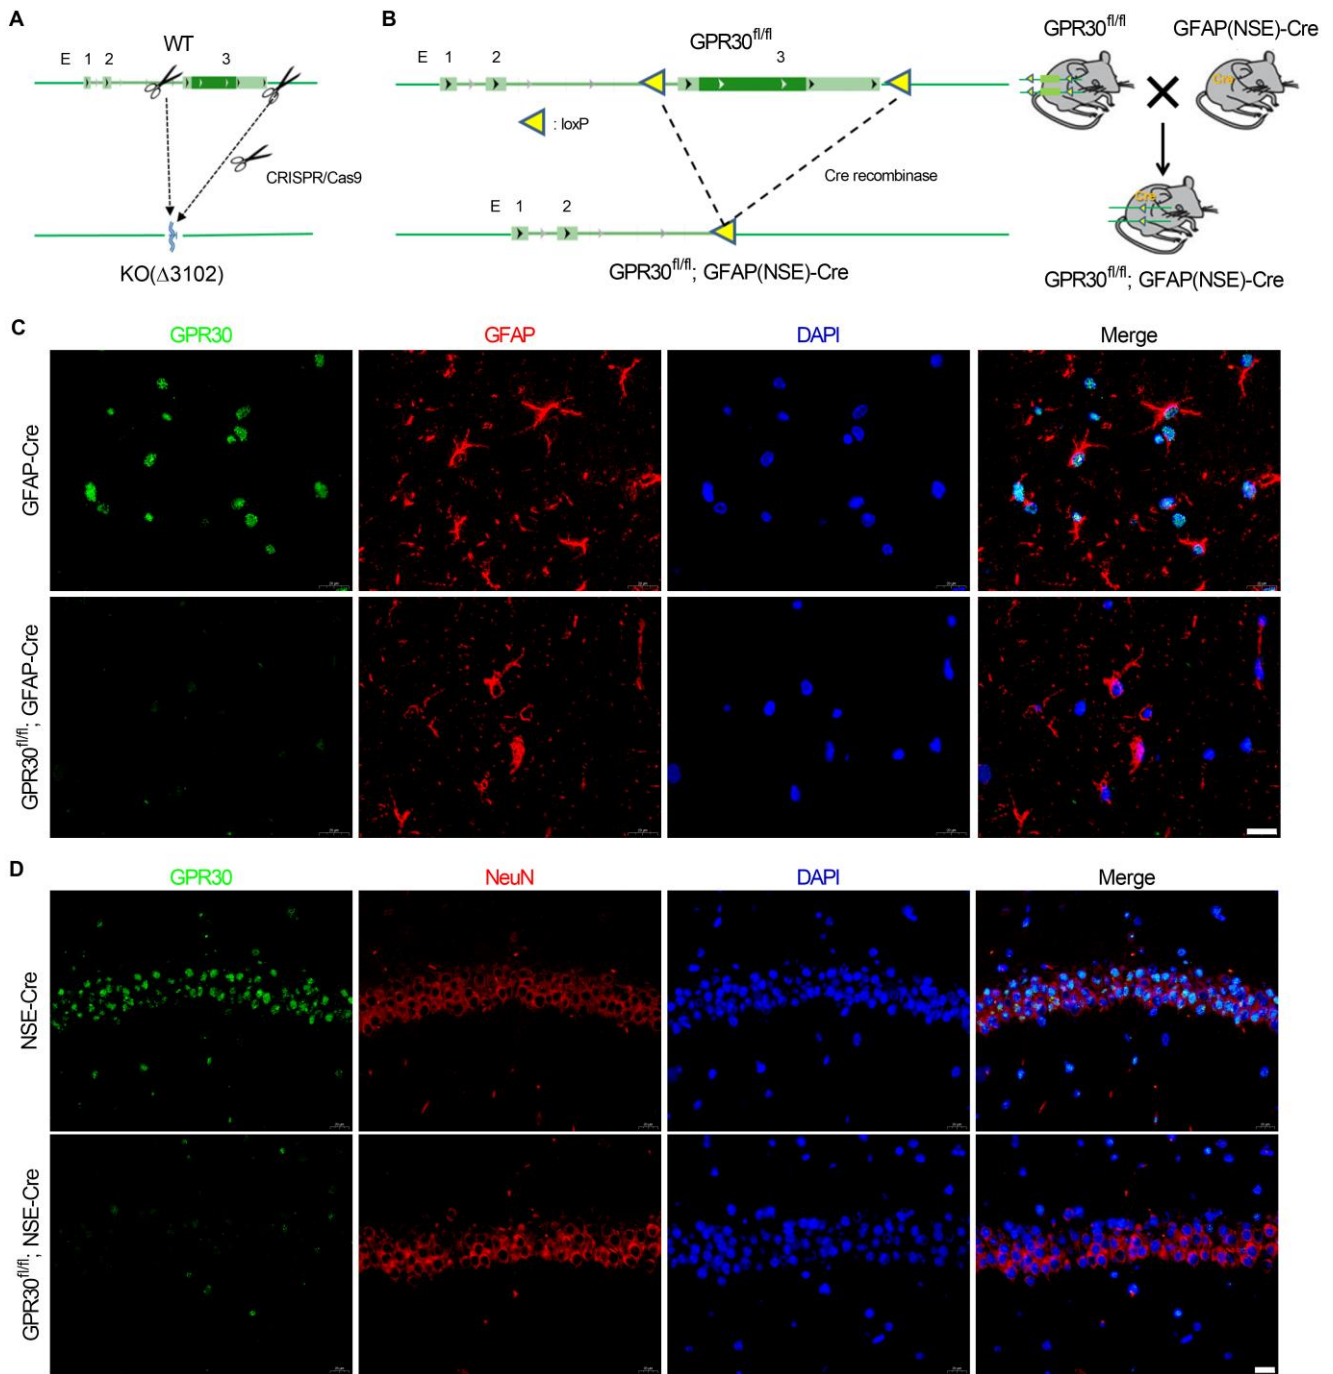 A
WT
E 1 2 3
CRISPR/Cas9
KO(Δ3102)
B
GPR30fl/fl
E 1 2 3
: loxP
Cre recombinase
E 1 2
GPR30fl/fl; GFAP(NSE)-Cre
GPR30fl/fl GFAP(NSE)-Cre
Cre
Cre
GPR30fl/fl; GFAP(NSE)-Cre
C
GPR30 GFAP DAPI Merge
GFAP-Cre
GPR30fl/fl; GFAP-Cre
D
GPR30 NeuN DAPI Merge
NSE-Cre
GPR30fl/fl; NSE-Cre